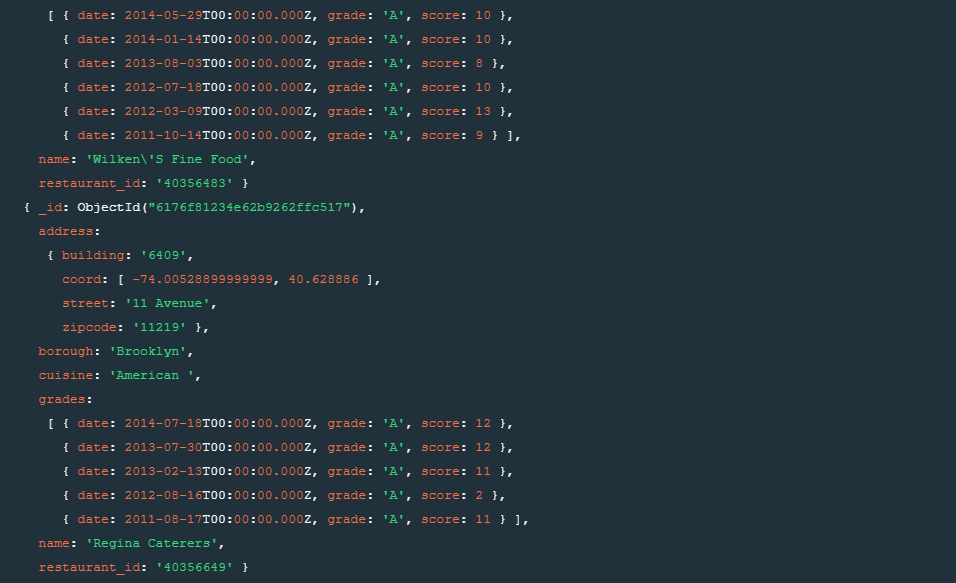 [ { date: 2014-05-29T00:00:00.000Z, grade: 'A', score: 10 },
{ date: 2014-01-14T00:00:00.000Z, grade: 'A', score: 10 },
{ date: 2013-08-03T00:00:00.000Z, grade: 'A', score: 8 },
{ date: 2012-07-18T00:00:00.000Z, grade: 'A', score: 10 },
{ date: 2012-03-09T00:00:00.000Z, grade: 'A', score: 13 },
{ date: 2011-10-14T00:00:00.000Z, grade: 'A', score: 9 } ],
name: 'Wilken\'S Fine Food',
restaurant_id: '40356483' }
{ _id: ObjectId("6176f81234e62b9262ffc517"),
address:
{ building: '6409',
coord: [ -74.00528899999999, 40.628886 ],
street: '11 Avenue',
zipcode: '11219' },
borough: 'Brooklyn',
cuisine: 'American ',
grades:
[ { date: 2014-07-18T00:00:00.000Z, grade: 'A', score: 12 },
{ date: 2013-07-30T00:00:00.000Z, grade: 'A', score: 12 },
{ date: 2013-02-13T00:00:00.000Z, grade: 'A', score: 11 },
{ date: 2012-08-16T00:00:00.000Z, grade: 'A', score: 2 },
{ date: 2011-08-17T00:00:00.000Z, grade: 'A', score: 11 } ],
name: 'Regina Caterers',
restaurant_id: '40356649' }